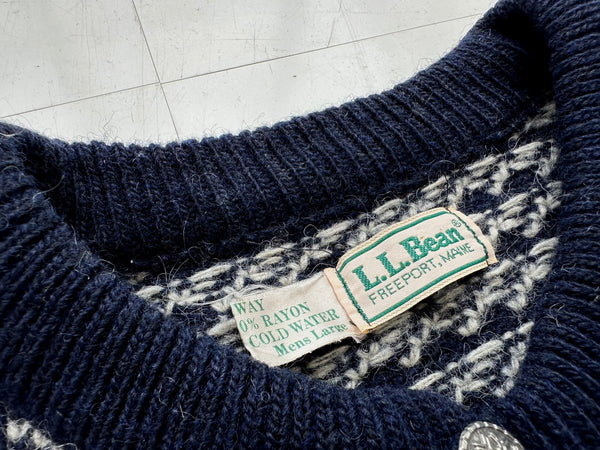 L.L.Bean®
FREEPORT, MAINE
WAY
0% RAYON
COLD WATER
Mens Large